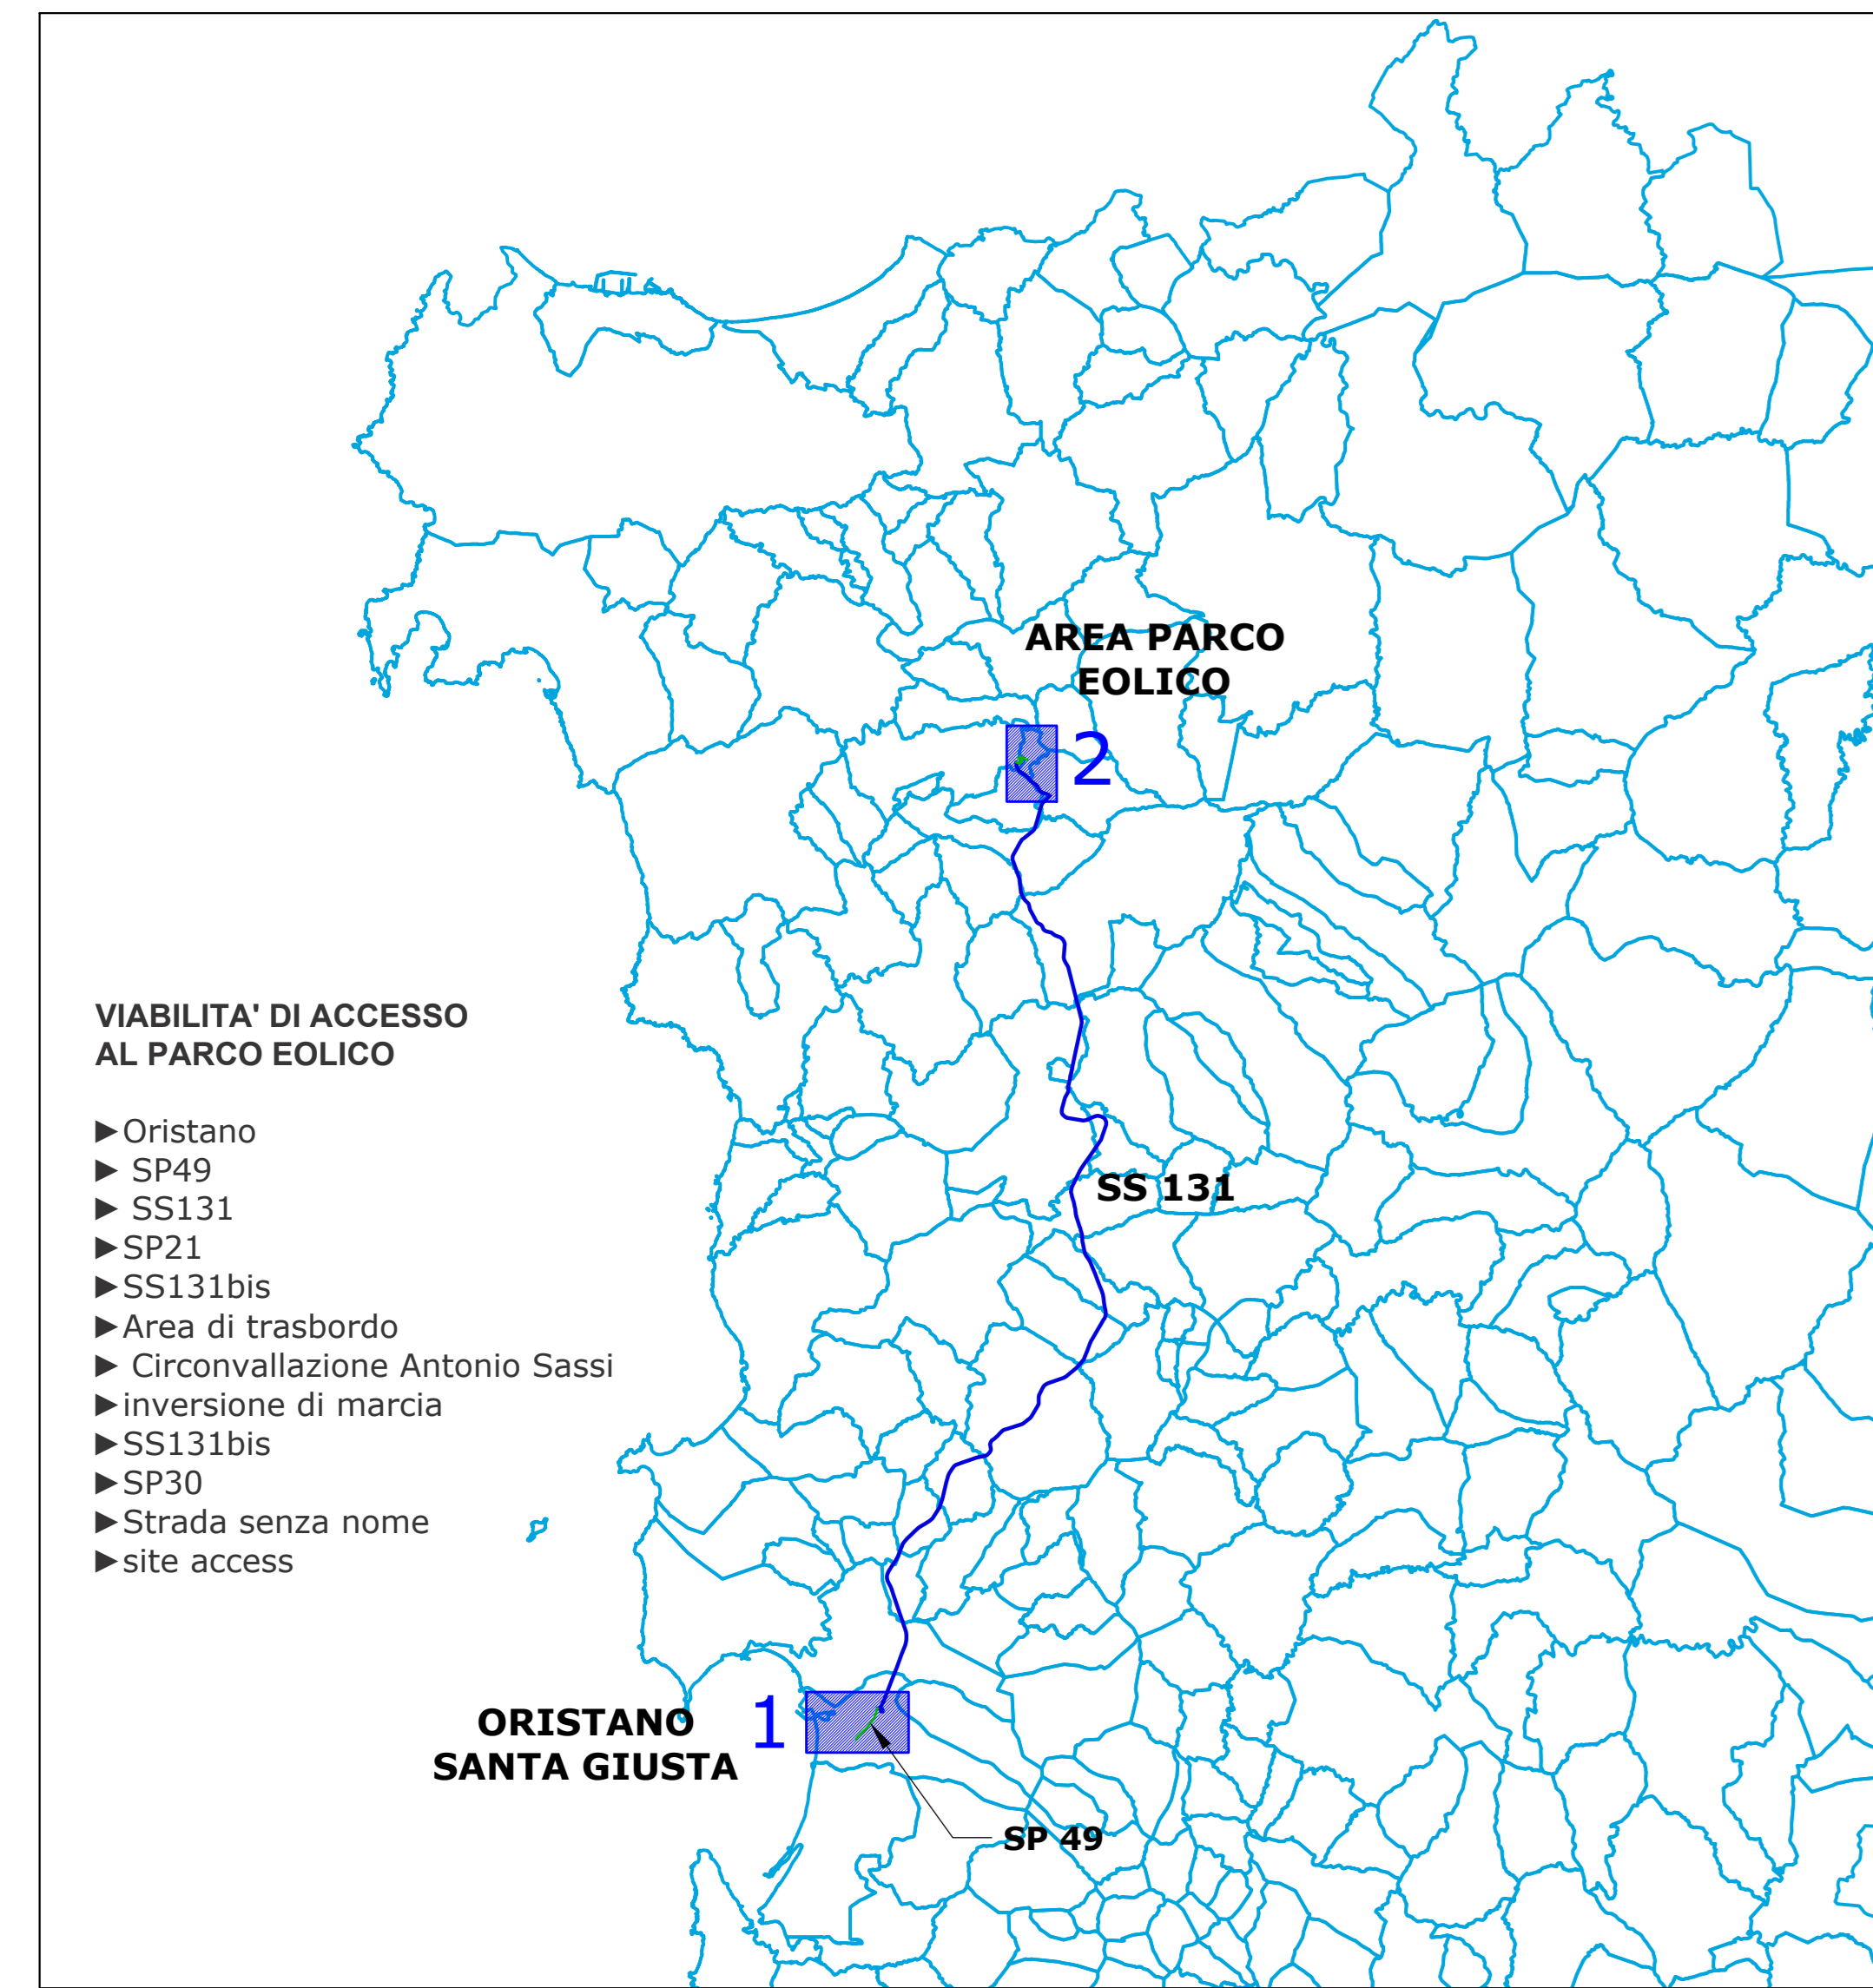 AREA PARCO
EOLICO
2
VIABILITA' DI ACCESSO
AL PARCO EOLICO
►Oristano
► SP49
► SS131
►SP21
►SS131bis
►Area di trasbordo
► Circonvallazione Antonio Sassi
►inversione di marcia
►SS131bis
►SP30
►Strada senza nome
►site access
SS 131
ORISTANO
SANTA GIUSTA
1
SP 49